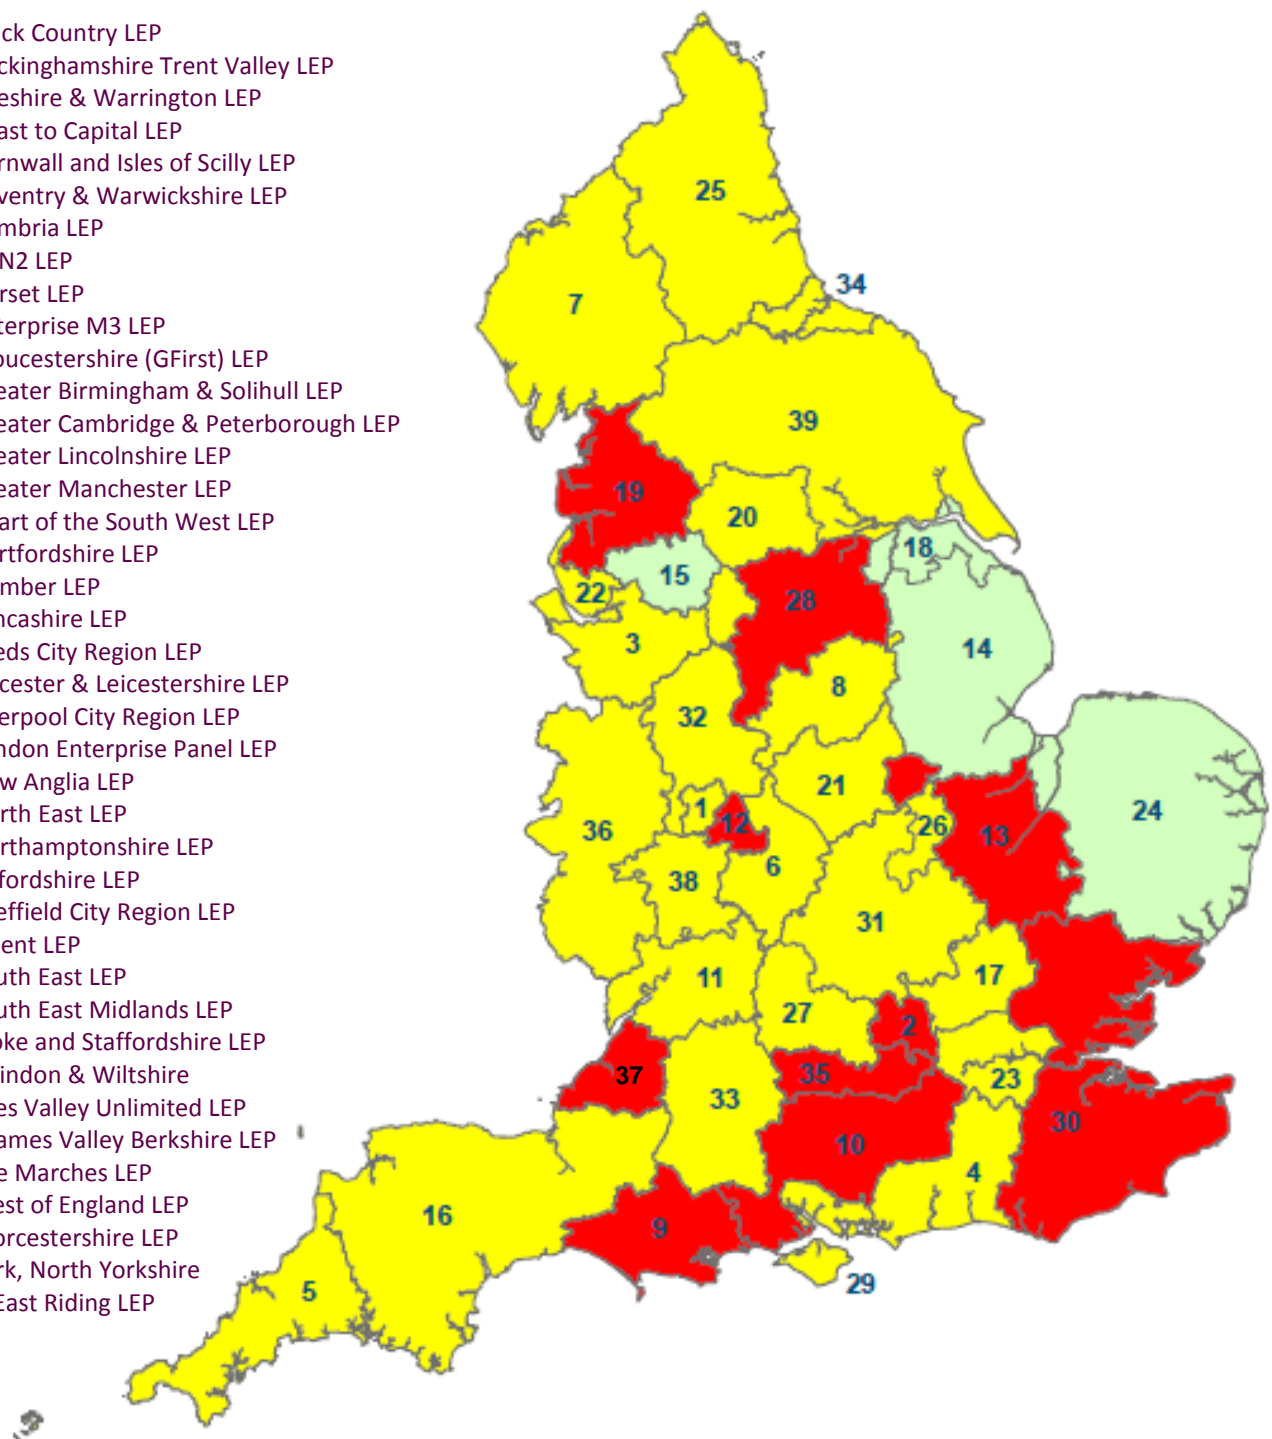 ck Country LEP
ckinghamshire Trent Valley LEP
eshire & Warrington LEP
ast to Capital LEP
rnwall and Isles of Scilly LEP
ventry & Warwickshire LEP
mbria LEP
N2 LEP
rset LEP
terprise M3 LEP
oucestershire (GFirst) LEP
eater Birmingham & Solihull LEP
eater Cambridge & Peterborough LEP
eater Lincolnshire LEP
eater Manchester LEP
art of the South West LEP
rtfordshire LEP
mber LEP
ncashire LEP
eds City Region LEP
cester & Leicestershire LEP
erpool City Region LEP
ndon Enterprise Panel LEP
w Anglia LEP
rth East LEP
rthamptonshire LEP
fordshire LEP
effield City Region LEP
ent LEP
uth East LEP
uth East Midlands LEP
oke and Staffordshire LEP
indon & Wiltshire
es Valley Unlimited LEP
ames Valley Berkshire LEP
e Marches LEP
est of England LEP
orcestershire LEP
rk, North Yorkshire
East Riding LEP
25
34
7
39
19
20
18
15
22
28
3
14
8
32
21
1
12
26
24
36
13
6
38
31
11
17
27
2
37
35
23
33
30
10
4
16
9
29
5